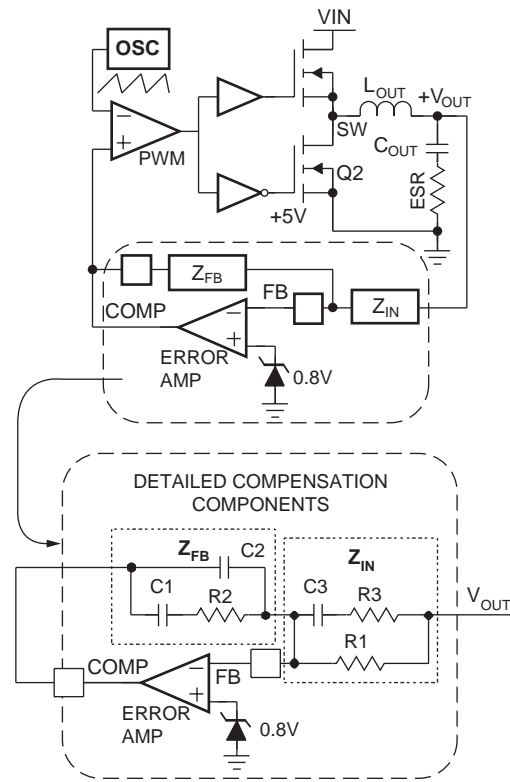 VIN
OSC
L_OUT
+V_OUT
−
+
PWM
SW
C_OUT
Q2
ESR
+5V
Z_FB
COMP
FB
Z_IN
−
+
ERROR
AMP
0.8V
DETAILED COMPENSATION
COMPONENTS
Z_FB
C2
Z_IN
C1
R2
C3
R3
V_OUT
R1
COMP
FB
−
+
ERROR
AMP
0.8V